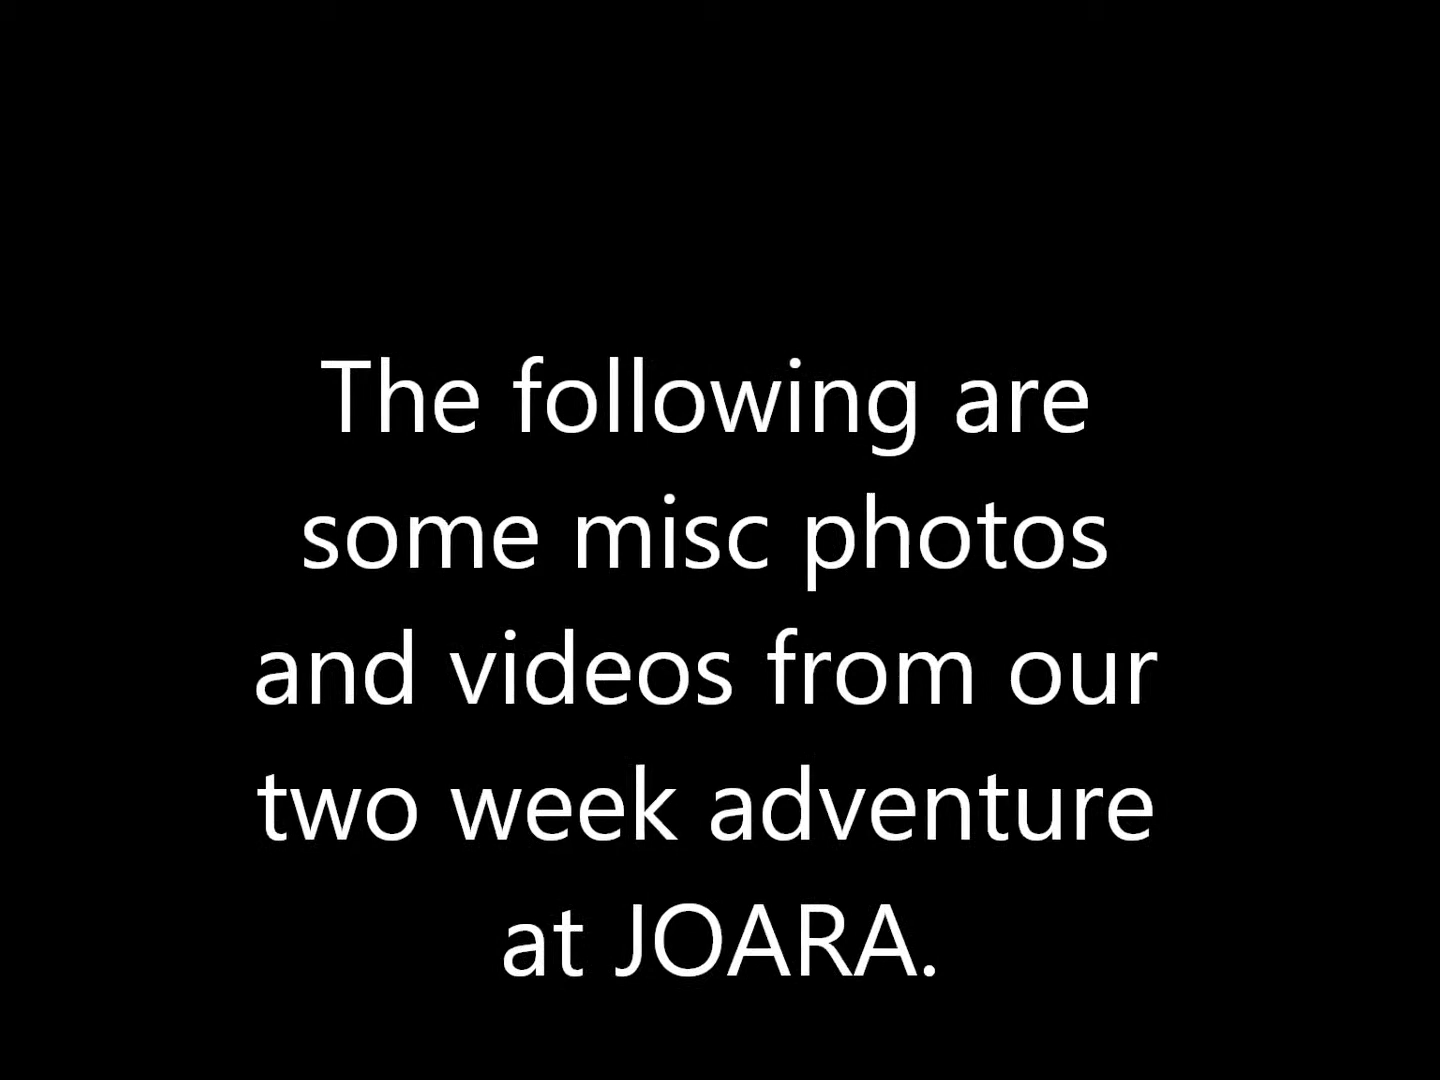 The following are
some misc photos
and videos from our
two week adventure
at JOARA.